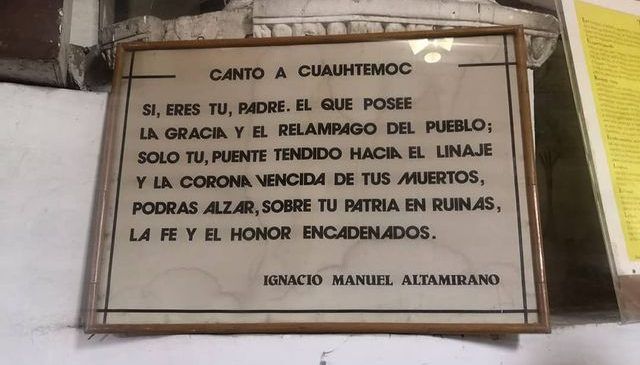 CANTO A CUAUHTEMOC
SI, ERES TU, PADRE. EL QUE POSEE
LA GRACIA Y EL RELAMPAGO DEL PUEBLO;
SOLO TU, PUENTE TENDIDO HACIA EL LINAJE
Y LA CORONA VENCIDA DE TUS MUERTOS,
PODRAS ALZAR, SOBRE TU PATRIA EN RUINAS,
LA FE Y EL HONOR ENCADENADOS.
IGNACIO MANUEL ALTAMIRANO